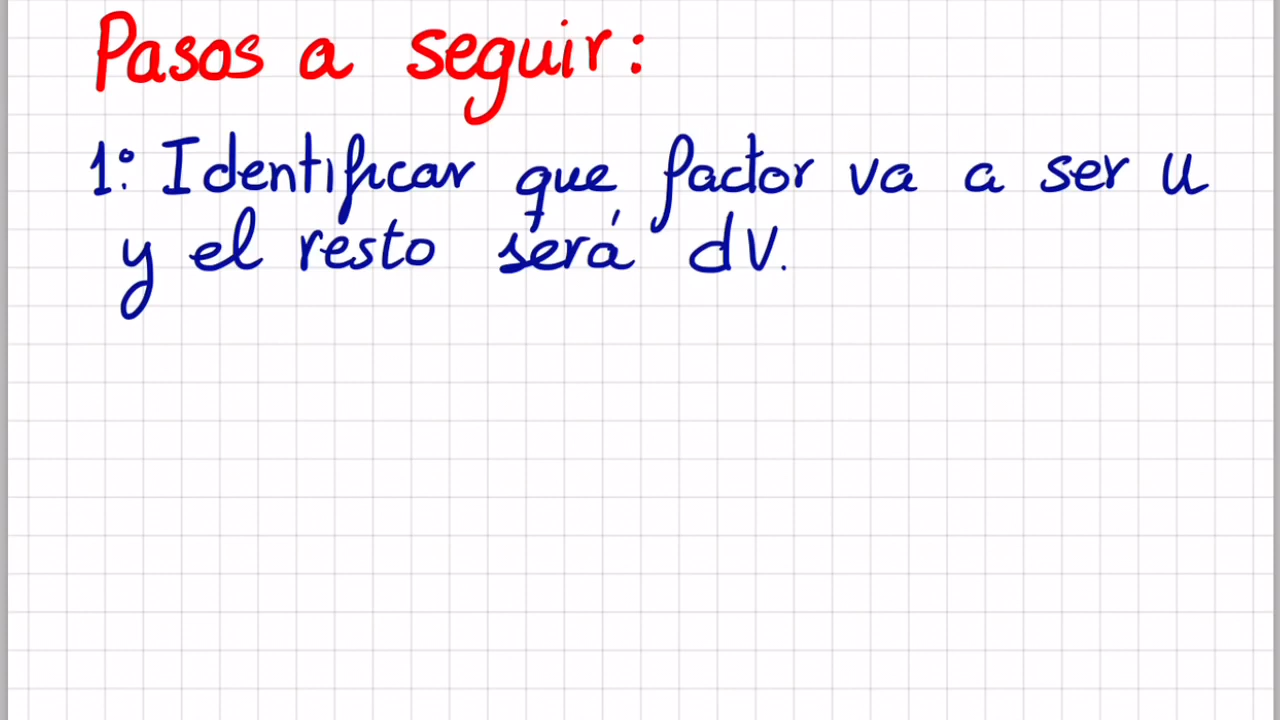 Pasos a seguir:
1º: Identificar que factor va a ser u
y el resto será dv.